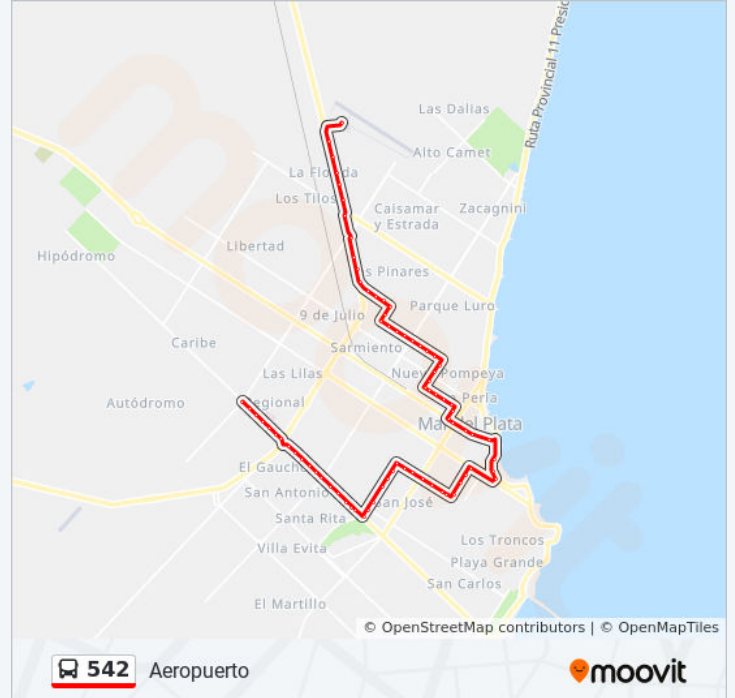 Ruta Provincial 11 Presid
Las Dalias
Alto Camet
La Florida
Los Tilos
Caisamar
y Estrada
Zacagnini
Libertad
Hipódromo
s Pinares
Parque Luro
9 de Julio
Sarmiento
Caribe
Las Lilas
Nueva Pompeya
Autódromo
egional
Perla
Mar del Plata
El Gaucho
San Antonio
San José
Santa Rita
Los Troncos
Villa Evita
Playa Grande
San Carlos
El Martillo
© OpenStreetMap contributors | © OpenMapTiles
542 Aeropuerto
moovit